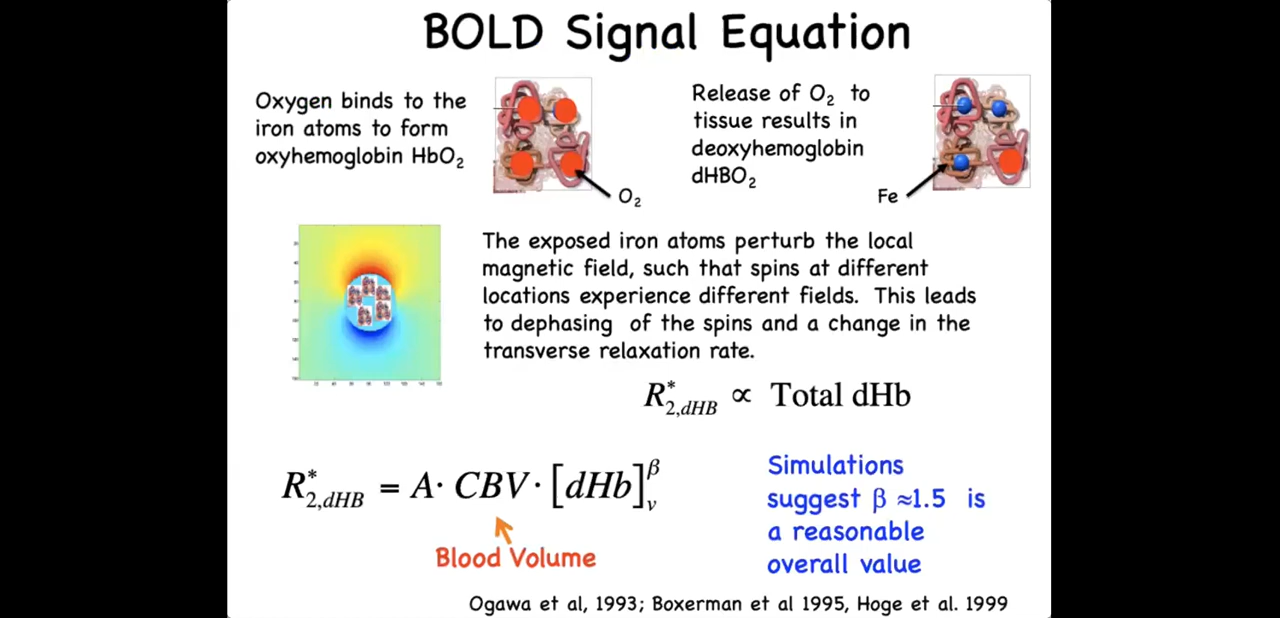 BOLD Signal Equation
Oxygen binds to the
iron atoms to form
oxyhemoglobin HbO₂
O₂
Release of O₂ to
tissue results in
deoxyhemoglobin
dHBO₂
Fe
The exposed iron atoms perturb the local
magnetic field, such that spins at different
locations experience different fields. This leads
to dephasing of the spins and a change in the
transverse relaxation rate.
R*₂,dHB ∝ Total dHb
R*₂,dHB = A· CBV · [dHb]ᵥ^β
Blood Volume
Simulations
suggest β ≈1.5 is
a reasonable
overall value
Ogawa et al, 1993; Boxerman et al 1995, Hoge et al. 1999